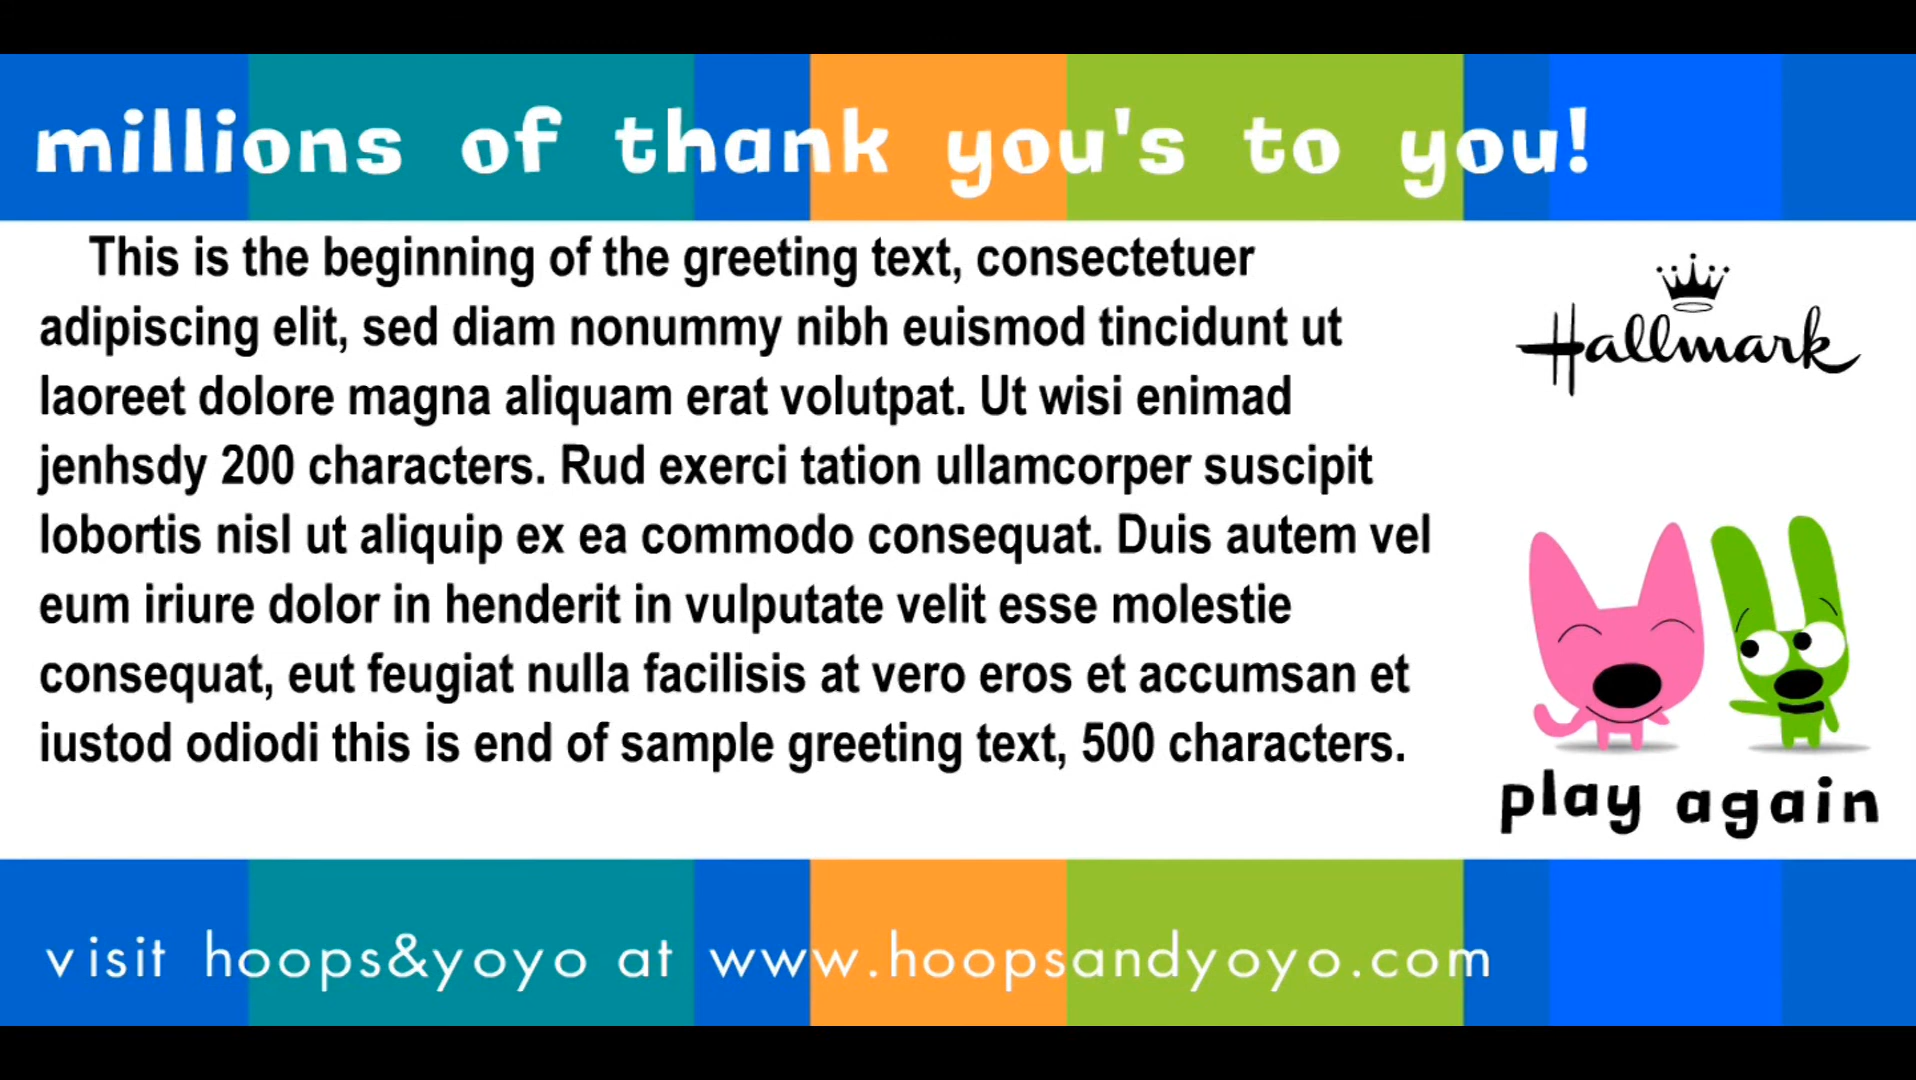 millions of thank you's to you!
This is the beginning of the greeting text, consectetuer
adipiscing elit, sed diam nonummy nibh euismod tincidunt ut
laoreet dolore magna aliquam erat volutpat. Ut wisi enimad
jenhsdy 200 characters. Rud exerci tation ullamcorper suscipit
lobortis nisl ut aliquip ex ea commodo consequat. Duis autem vel
eum iriure dolor in henderit in vulputate velit esse molestie
consequat, eut feugiat nulla facilisis at vero eros et accumsan et
iustod odiodi this is end of sample greeting text, 500 characters.
Hallmark
play again
visit hoops&yoyo at www.hoopsandyoyo.com